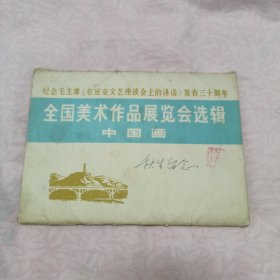 纪念毛主席《在延安文艺座谈会上的讲话》发表三十周年
全国美术作品展览会选辑
中国画